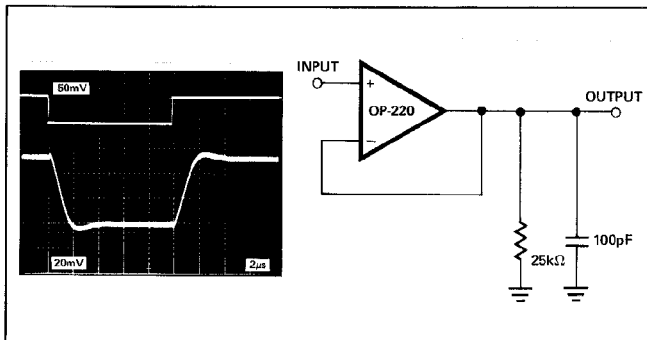 50mV
20mV
2µs
INPUT
+
OP-220
−
OUTPUT
25kΩ
100pF